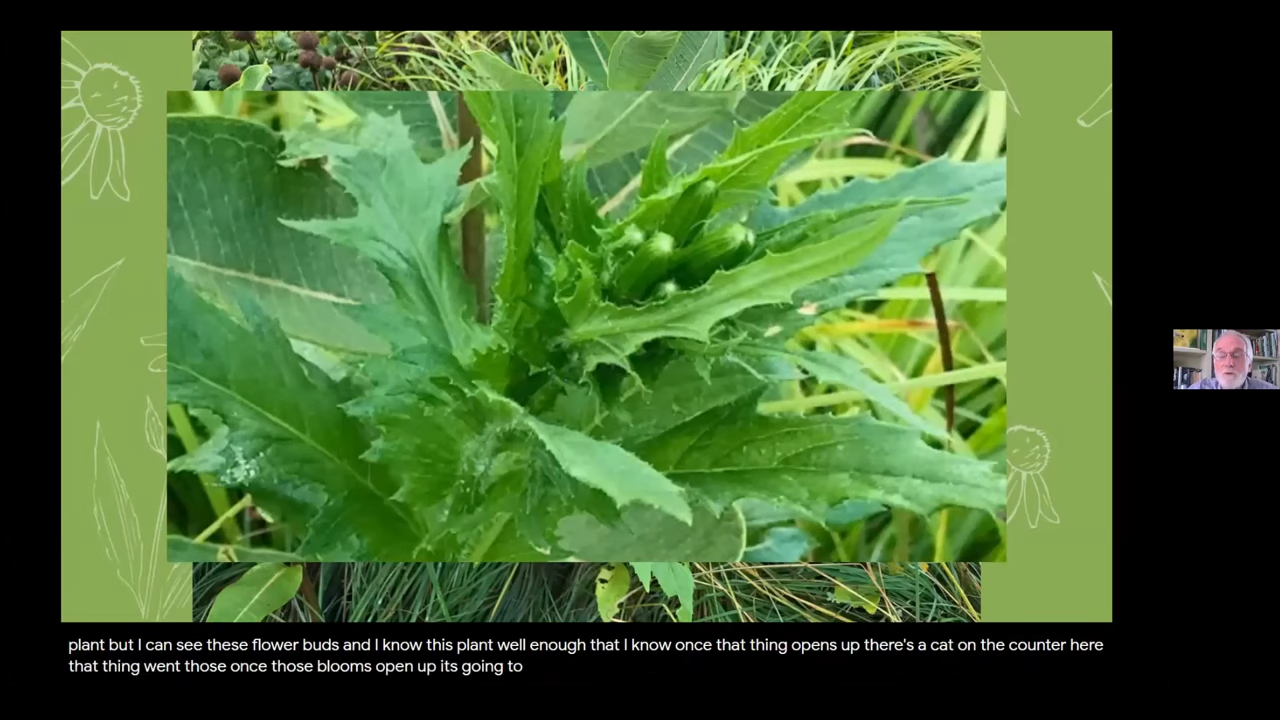 plant but I can see these flower buds and I know this plant well enough that I know once that thing opens up there's a cat on the counter here
that thing went those once those blooms open up its going to